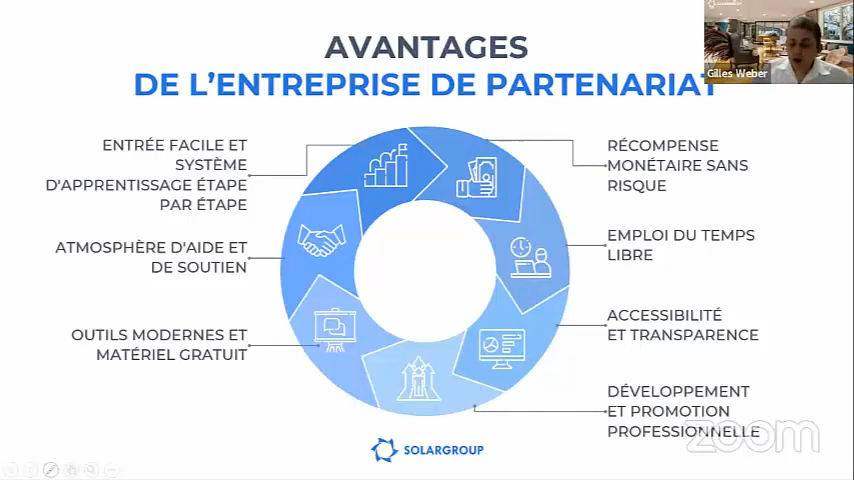 AVANTAGES
DE L'ENTREPRISE DE PARTENARIAT
Gilles Weber
ENTRÉE FACILE ET
SYSTÈME
D'APPRENTISSAGE ÉTAPE
PAR ÉTAPE
ATMOSPHÈRE D'AIDE ET
DE SOUTIEN
OUTILS MODERNES ET
MATÉRIEL GRATUIT
RÉCOMPENSE
MONÉTAIRE SANS
RISQUE
EMPLOI DU TEMPS
LIBRE
ACCESSIBILITÉ
ET TRANSPARENCE
DÉVELOPPEMENT
ET PROMOTION
PROFESSIONNELLE
zoom
SOLARGROUP